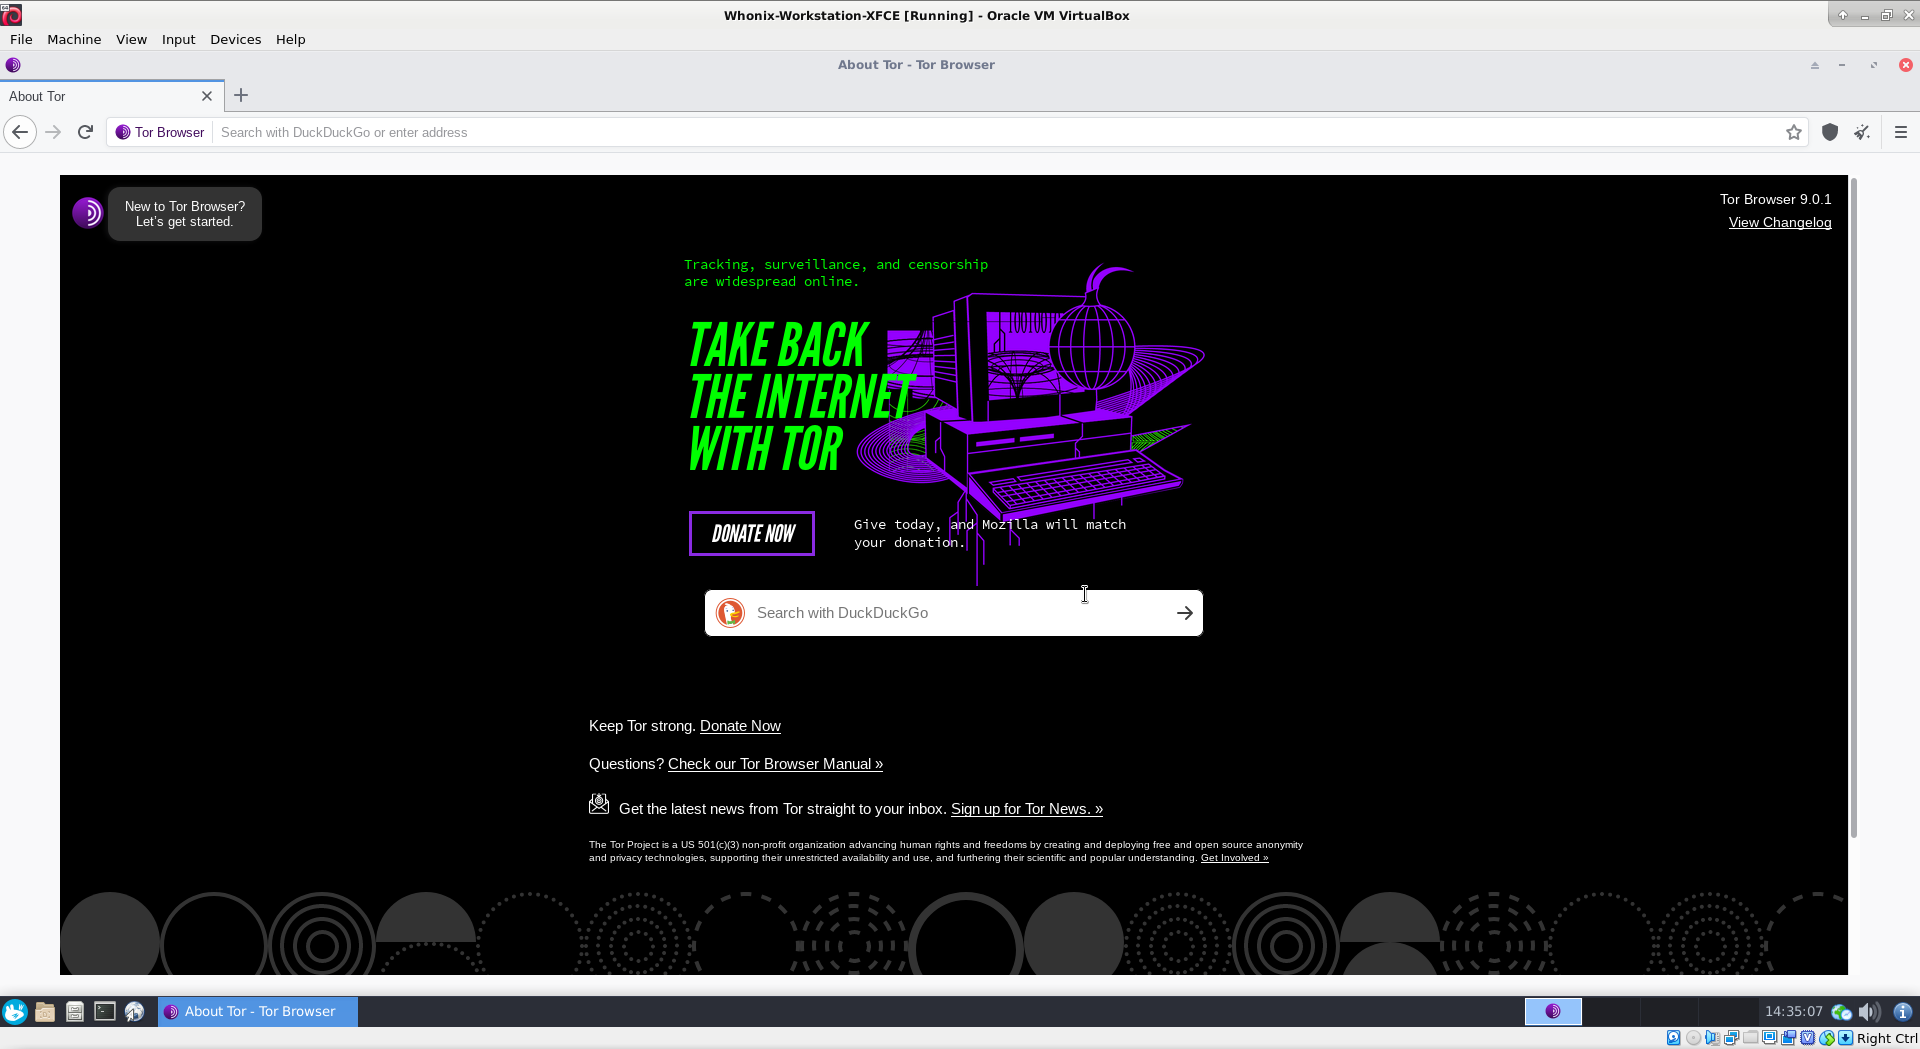 Whonix-Workstation-XFCE [Running] - Oracle VM VirtualBox
File Machine View Input Devices Help
About Tor - Tor Browser
About Tor
Tor Browser Search with DuckDuckGo or enter address
New to Tor Browser?
Let's get started.
Tor Browser 9.0.1
View Changelog
Tracking, surveillance, and censorship
are widespread online.
TAKE BACK
THE INTERNET
WITH TOR
DONATE NOW
Give today, and Mozilla will match
your donation.
Search with DuckDuckGo
Keep Tor strong. Donate Now
Questions? Check our Tor Browser Manual »
Get the latest news from Tor straight to your inbox. Sign up for Tor News. »
The Tor Project is a US 501(c)(3) non-profit organization advancing human rights and freedoms by creating and deploying free and open source anonymity
and privacy technologies, supporting their unrestricted availability and use, and furthering their scientific and popular understanding. Get Involved »
About Tor - Tor Browser
14:35:07
Right Ctrl